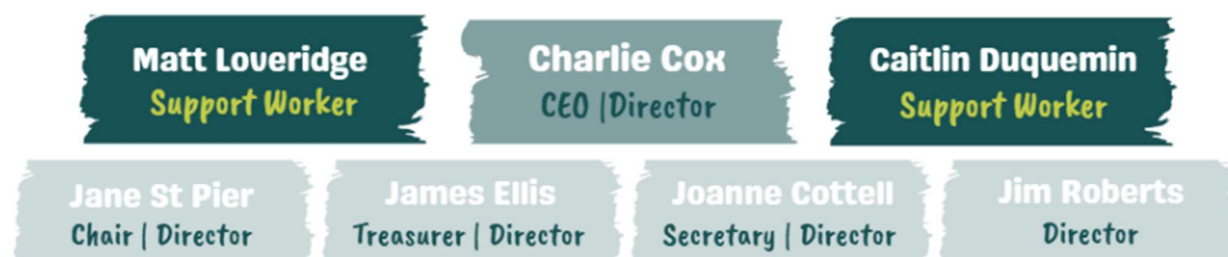 Matt Loveridge
Support Worker
Charlie Cox
CEO |Director
Caitlin Duquemin
Support Worker
Jane St Pier
Chair | Director
James Ellis
Treasurer | Director
Joanne Cottell
Secretary | Director
Jim Roberts
Director